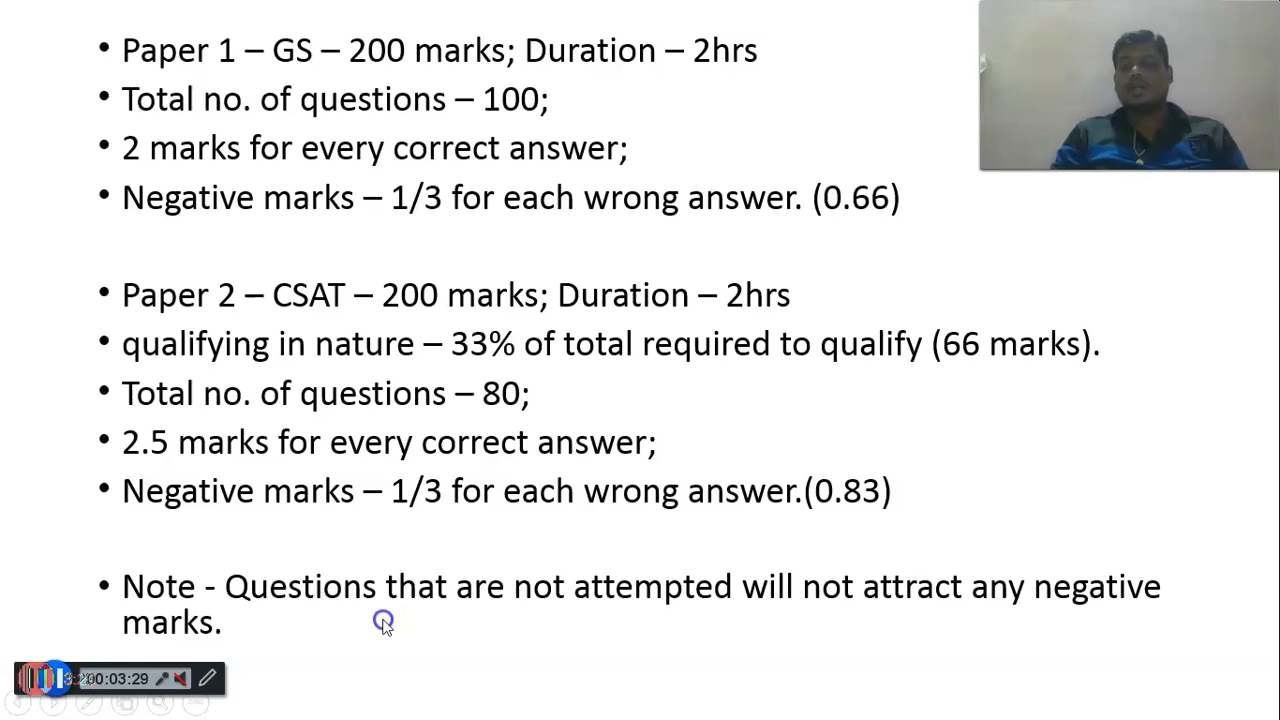 • Paper 1 – GS – 200 marks; Duration – 2hrs
• Total no. of questions – 100;
• 2 marks for every correct answer;
• Negative marks – 1/3 for each wrong answer. (0.66)
• Paper 2 – CSAT – 200 marks; Duration – 2hrs
• qualifying in nature – 33% of total required to qualify (66 marks).
• Total no. of questions – 80;
• 2.5 marks for every correct answer;
• Negative marks – 1/3 for each wrong answer.(0.83)
• Note - Questions that are not attempted will not attract any negative
marks.
00:03:29